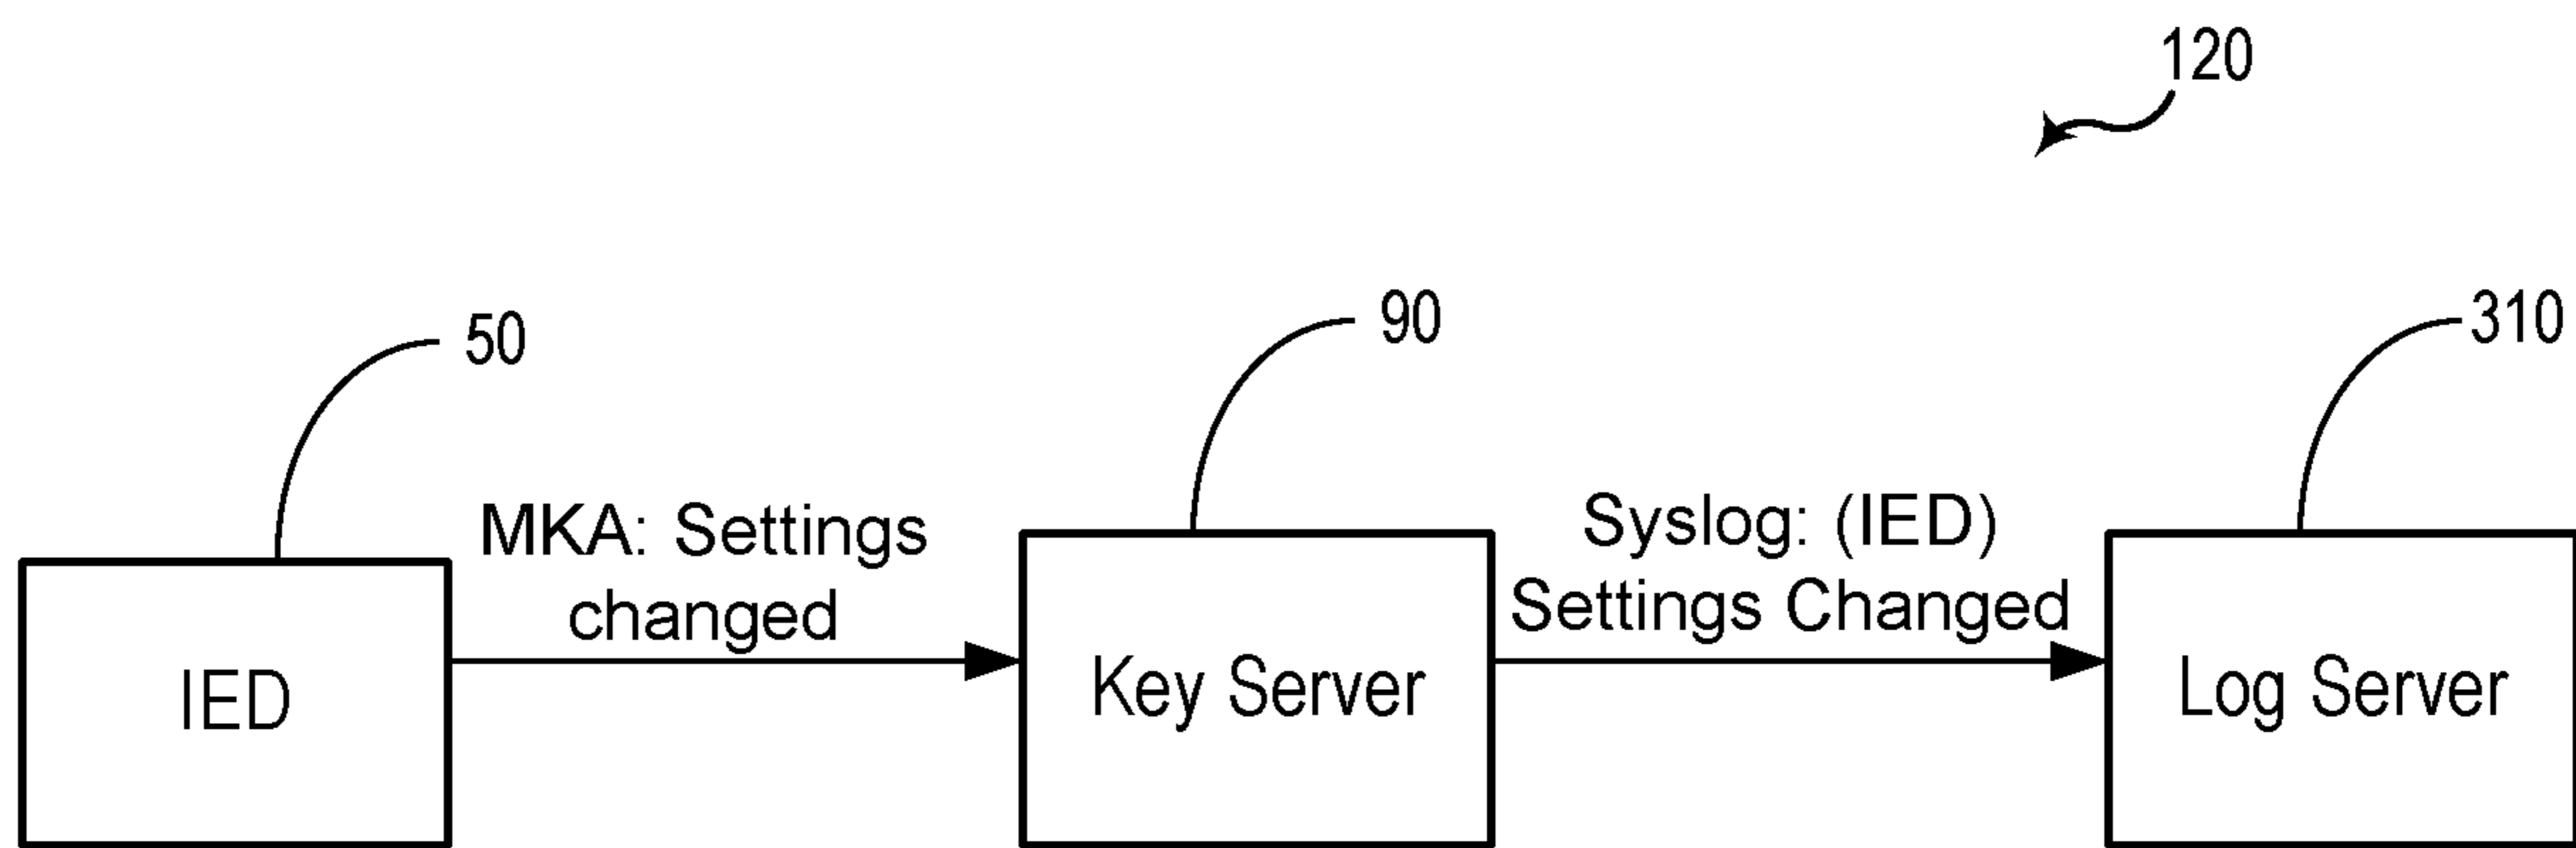 120
50
90
310
MKA: Settings
changed
Syslog: (IED)
Settings Changed
IED
Key Server
Log Server